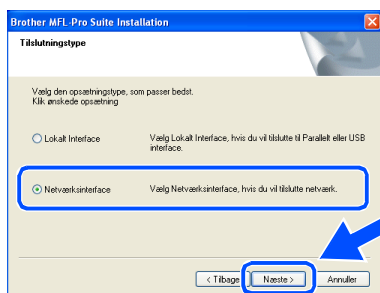 Brother MFL-Pro Suite Installation
Tilslutningstype
Vælg den opsætningstype, som passer bedst.
Klik ønskede opsætning
Lokalt Interface
Vælg Lokalt Interface, hvis du vil tilslutte til Parallelt eller USB
interface.
Netværksinterface
Vælg Netværksinterface, hvis du vil tilslutte netværk.
< Tilbage
Næste >
Annuller